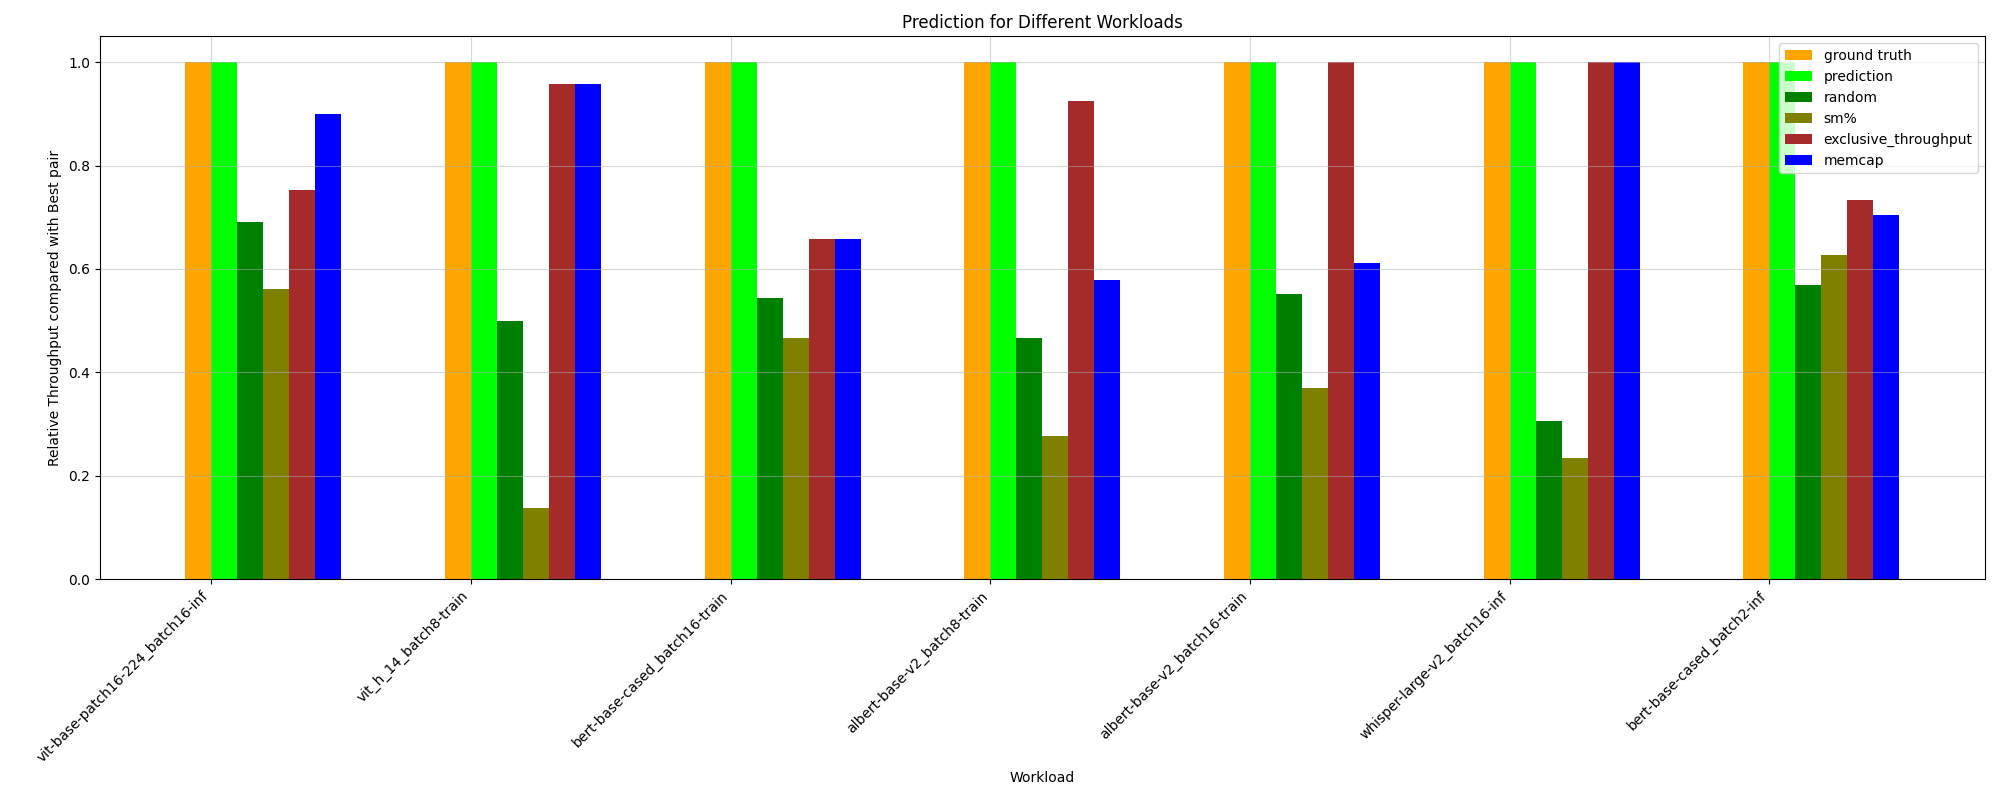 Prediction for Different Workloads
Relative Throughput compared with Best pair
1.0
0.8
0.6
0.4
0.2
0.0
ground truth
prediction
random
sm%
exclusive_throughput
memcap
vit-base-patch16-224_batch16-inf
vit_h_14_batch8-train
bert-base-cased_batch16-train
albert-base-v2_batch8-train
albert-base-v2_batch16-train
whisper-large-v2_batch16-inf
bert-base-cased_batch2-inf
Workload